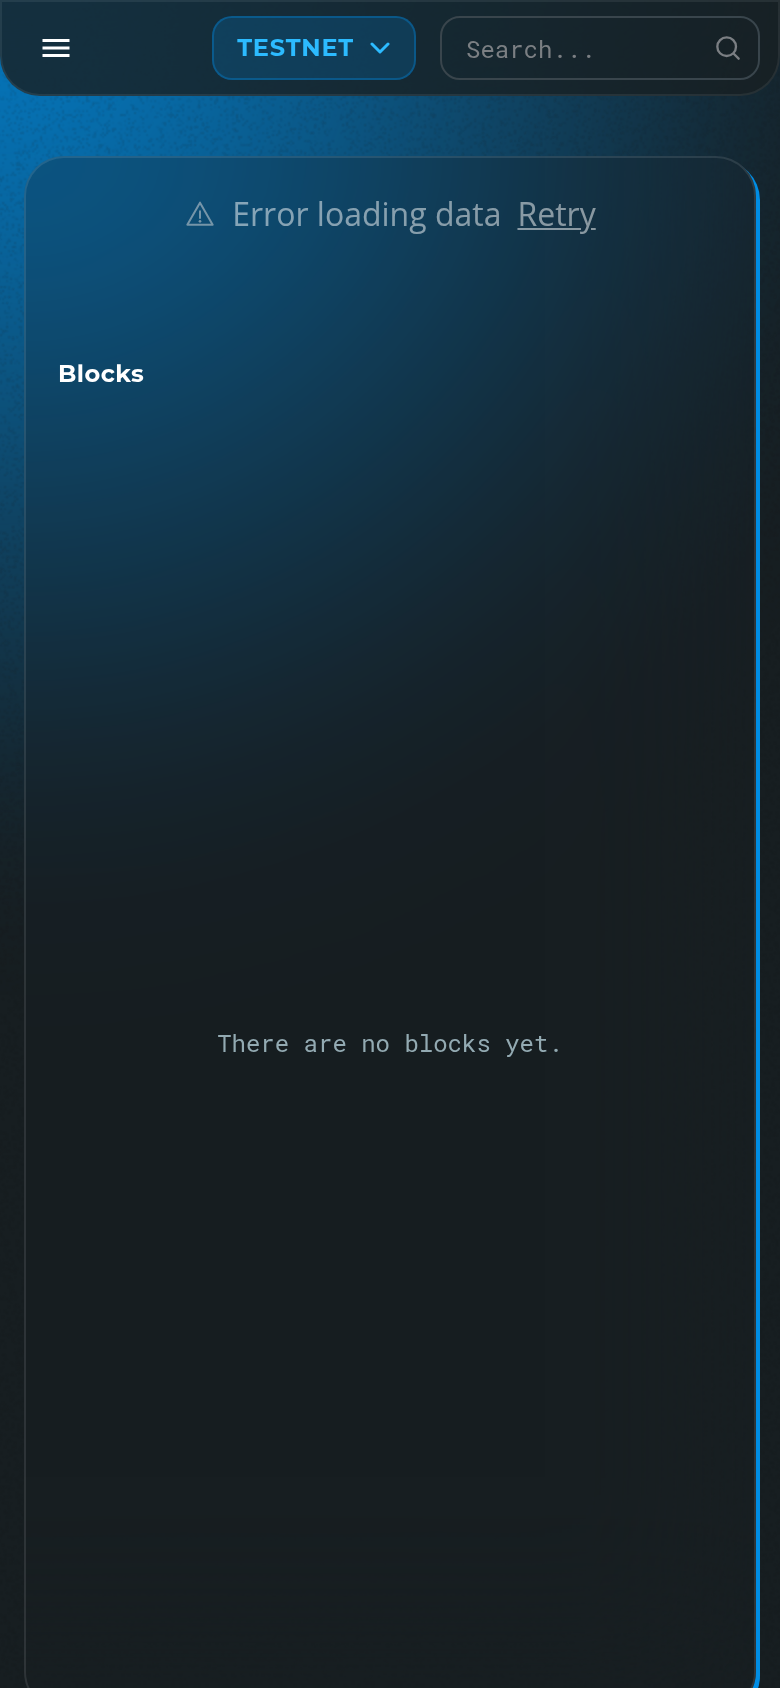 TESTNET
Search...
Error loading data Retry
Blocks
There are no blocks yet.